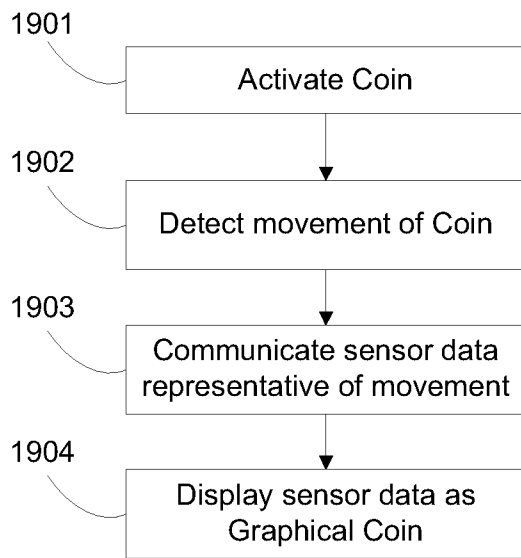 1901
Activate Coin
1902
Detect movement of Coin
1903
Communicate sensor data
representative of movement
1904
Display sensor data as
Graphical Coin